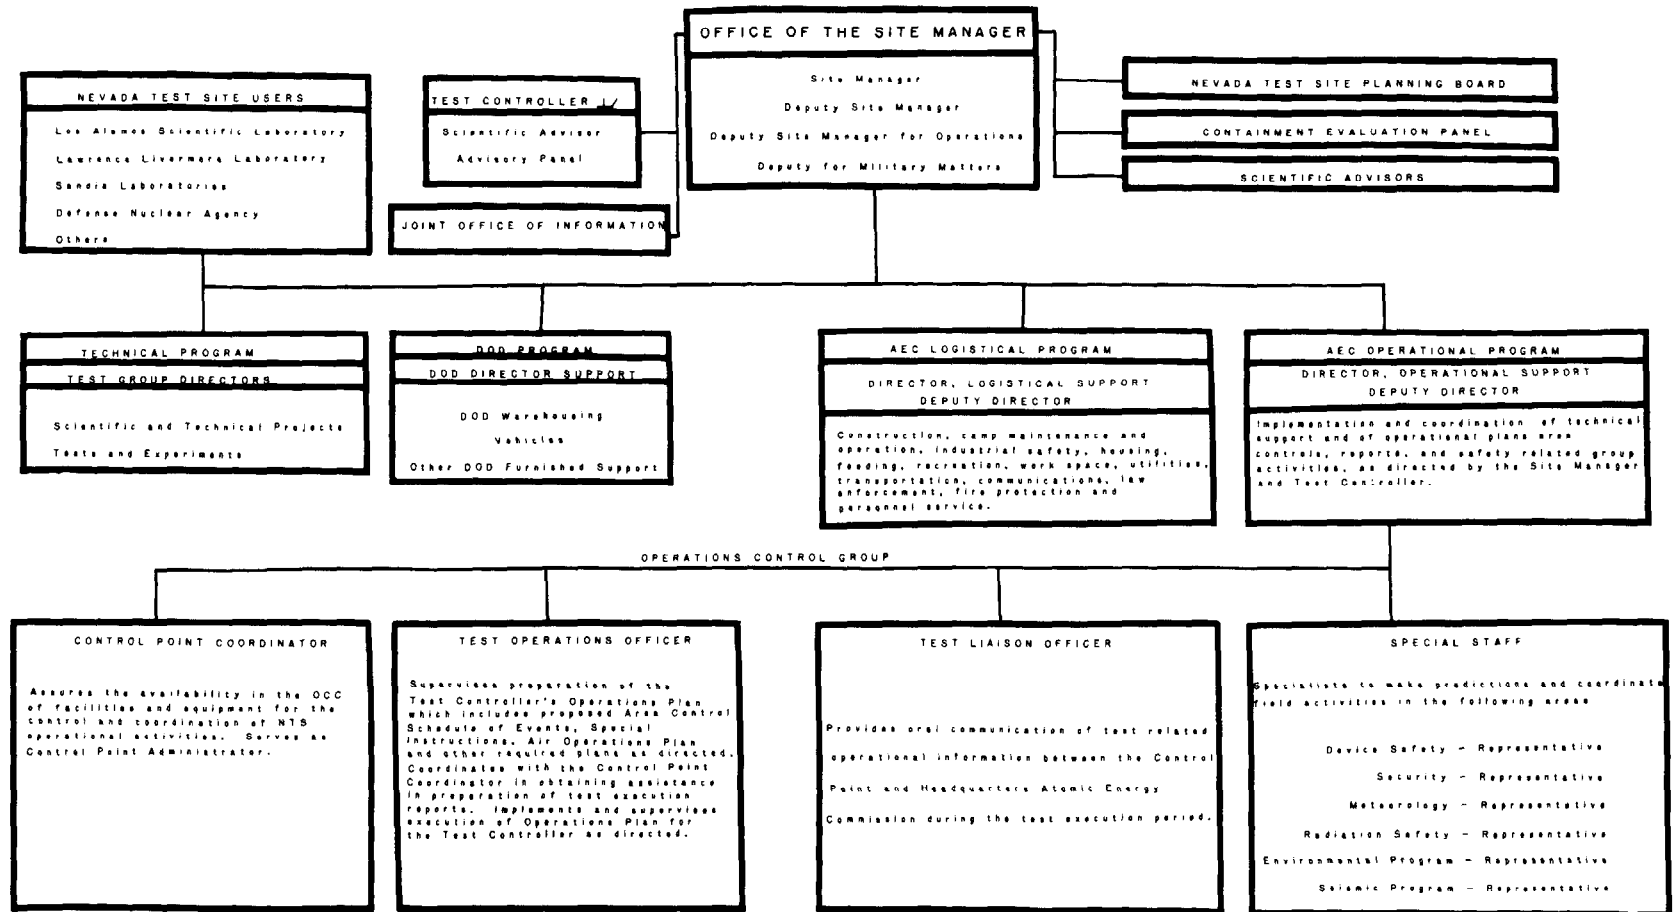 OFFICE OF THE SITE MANAGER
Site Manager
Deputy Site Manager
Deputy Site Manager for Operations
Deputy for Military Matters
NEVADA TEST SITE USERS
Los Alamos Scientific Laboratory
Lawrence Livermore Laboratory
Sandia Laboratories
Defense Nuclear Agency
Others
TEST CONTROLLER 1/
Scientific Advisor
Advisory Panel
JOINT OFFICE OF INFORMATION
NEVADA TEST SITE PLANNING BOARD
CONTAINMENT EVALUATION PANEL
SCIENTIFIC ADVISORS
TECHNICAL PROGRAM
TEST GROUP DIRECTORS
Scientific and Technical Projects
Tests and Experiments
DOD PROGRAM
DOD DIRECTOR SUPPORT
DOD Warehousing
Vehicles
Other DOD Furnished Support
AEC LOGISTICAL PROGRAM
DIRECTOR, LOGISTICAL SUPPORT
DEPUTY DIRECTOR
Construction, camp maintenance and
operation, industrial safety, housing,
feeding, recreation, work space, utilities,
transportation, communications, law
enforcement, fire protection and
personnel service.
AEC OPERATIONAL PROGRAM
DIRECTOR, OPERATIONAL SUPPORT
DEPUTY DIRECTOR
Implementation and coordination of technical
support and of operational plans area
controls, reports, and safety related group
activities, as directed by the Site Manager
and Test Controller.
OPERATIONS CONTROL GROUP
CONTROL POINT COORDINATOR
Assures the availability in the OCC
of facilities and equipment for the
control and coordination of NTS
operational activities. Serves as
Control Point Administrator.
TEST OPERATIONS OFFICER
Supervises preparation of the
Test Controller's Operations Plan
which includes proposed Area Control
Schedule of Events, Special
Instructions, Air Operations Plan
and other required plans as directed.
Coordinates with the Control Point
Coordinator in obtaining assistance
in preparation of test execution
reports. Implements and supervises
execution of Operations Plan for
the Test Controller as directed.
TEST LIAISON OFFICER
Provides oral communication of test related
operational information between the Control
Point and Headquarters Atomic Energy
Commission during the test execution period.
SPECIAL STAFF
Specialists to make predictions and coordinate
field activities in the following areas
Device Safety - Representative
Security - Representative
Meteorology - Representative
Radiation Safety - Representative
Environmental Program - Representative
Seismic Program - Representative